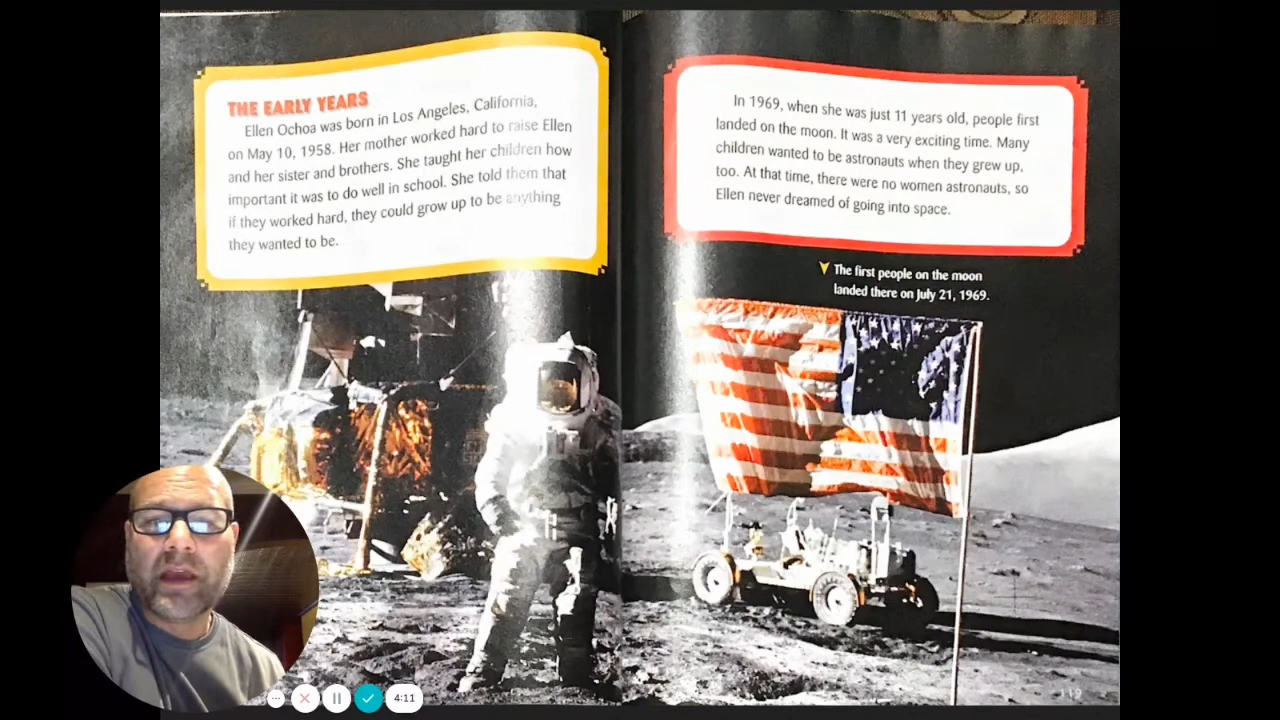 THE EARLY YEARS
Ellen Ochoa was born in Los Angeles, California,
on May 10, 1958. Her mother worked hard to raise Ellen
and her sister and brothers. She taught her children how
important it was to do well in school. She told them that
if they worked hard, they could grow up to be anything
they wanted to be.
In 1969, when she was just 11 years old, people first
landed on the moon. It was a very exciting time. Many
children wanted to be astronauts when they grew up,
too. At that time, there were no women astronauts, so
Ellen never dreamed of going into space.
The first people on the moon
landed there on July 21, 1969.
119
4:11